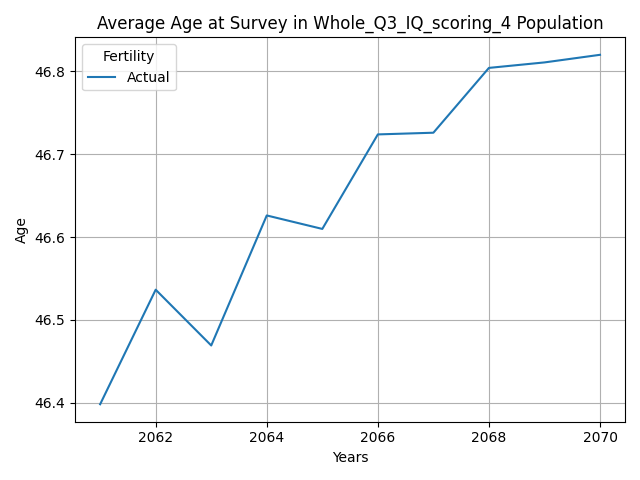 Average Age at Survey in Whole_Q3_IQ_scoring_4 Population
Fertility
Actual
46.8
46.7
46.6
46.5
46.4
Age
2062 2064 2066 2068 2070
Years